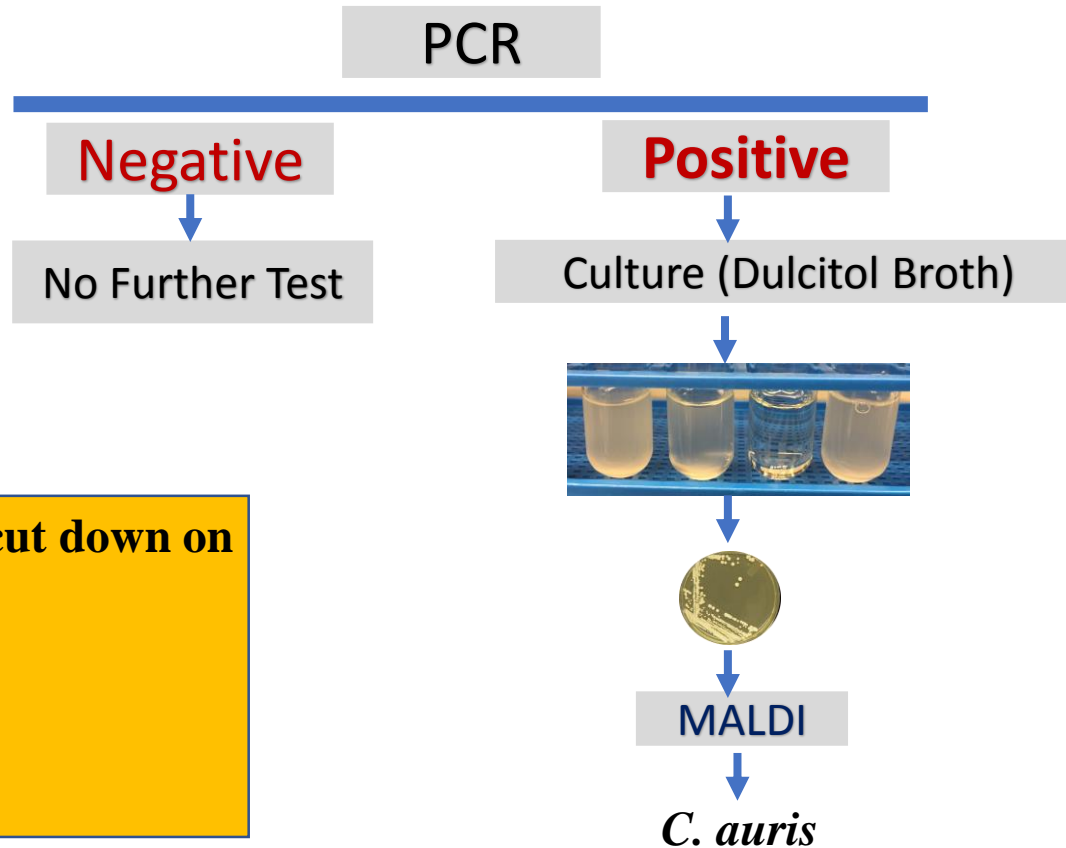 PCR
Negative
Positive
No Further Test
Culture (Dulcitol Broth)
cut down on
MALDI
C. auris